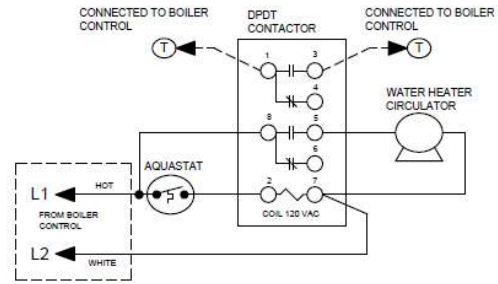 CONNECTED TO BOILER
CONTROL
DPDT
CONTACTOR
CONNECTED TO BOILER
CONTROL
T
T
1
3
4
WATER HEATER
CIRCULATOR
8
5
6
AQUASTAT
2
7
L1
HOT
FROM BOILER
CONTROL
COIL 120 VAC
L2
WHITE